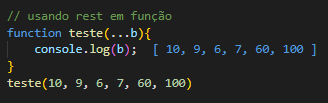 // usando rest em função
function teste(...b){
    console.log(b);  [ 10, 9, 6, 7, 60, 100 ]
}
teste(10, 9, 6, 7, 60, 100)